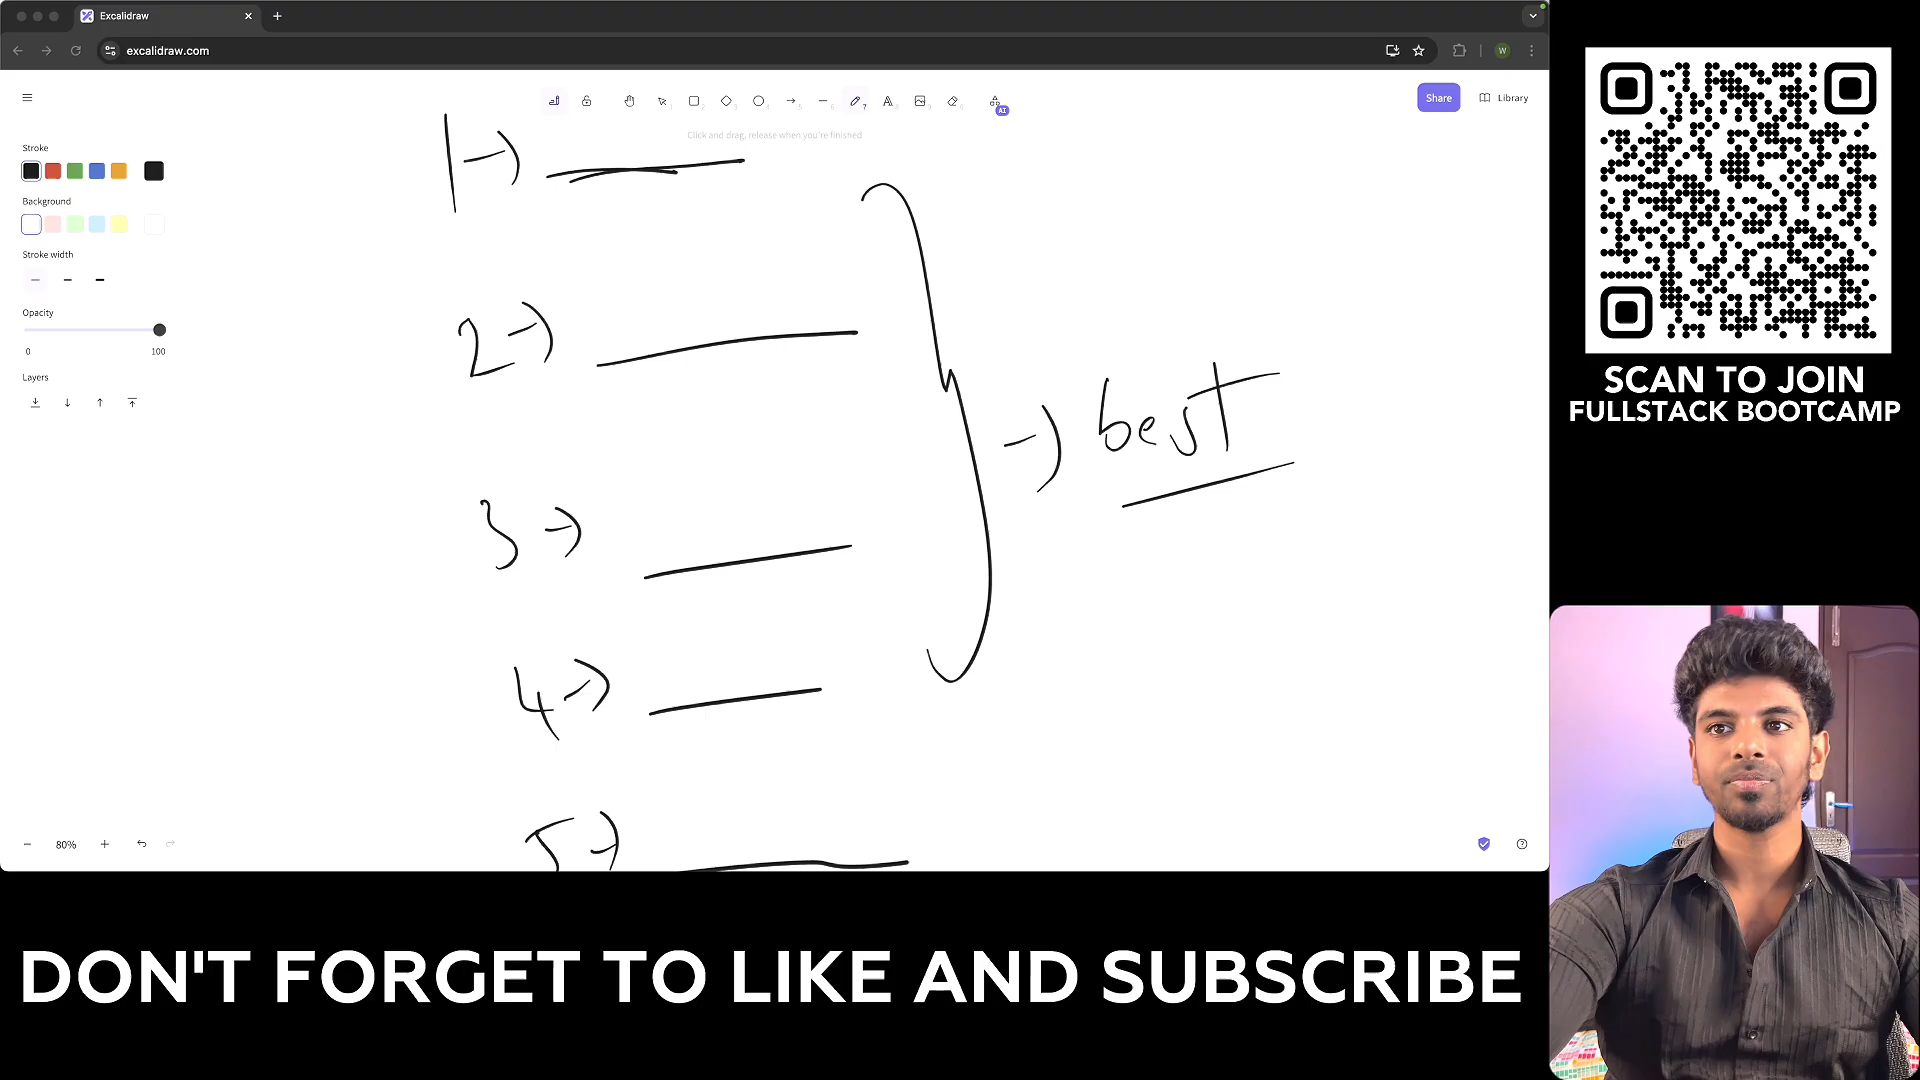 Excalidraw
excalidraw.com
W
Click and drag, release when you're finished
Share
Library
AI
Stroke
Background
Stroke width
Opacity
0 100
Layers
1 →
2 →
3 →
4 →
5 →
→ best
80%
SCAN TO JOIN
FULLSTACK BOOTCAMP
DON'T FORGET TO LIKE AND SUBSCRIBE